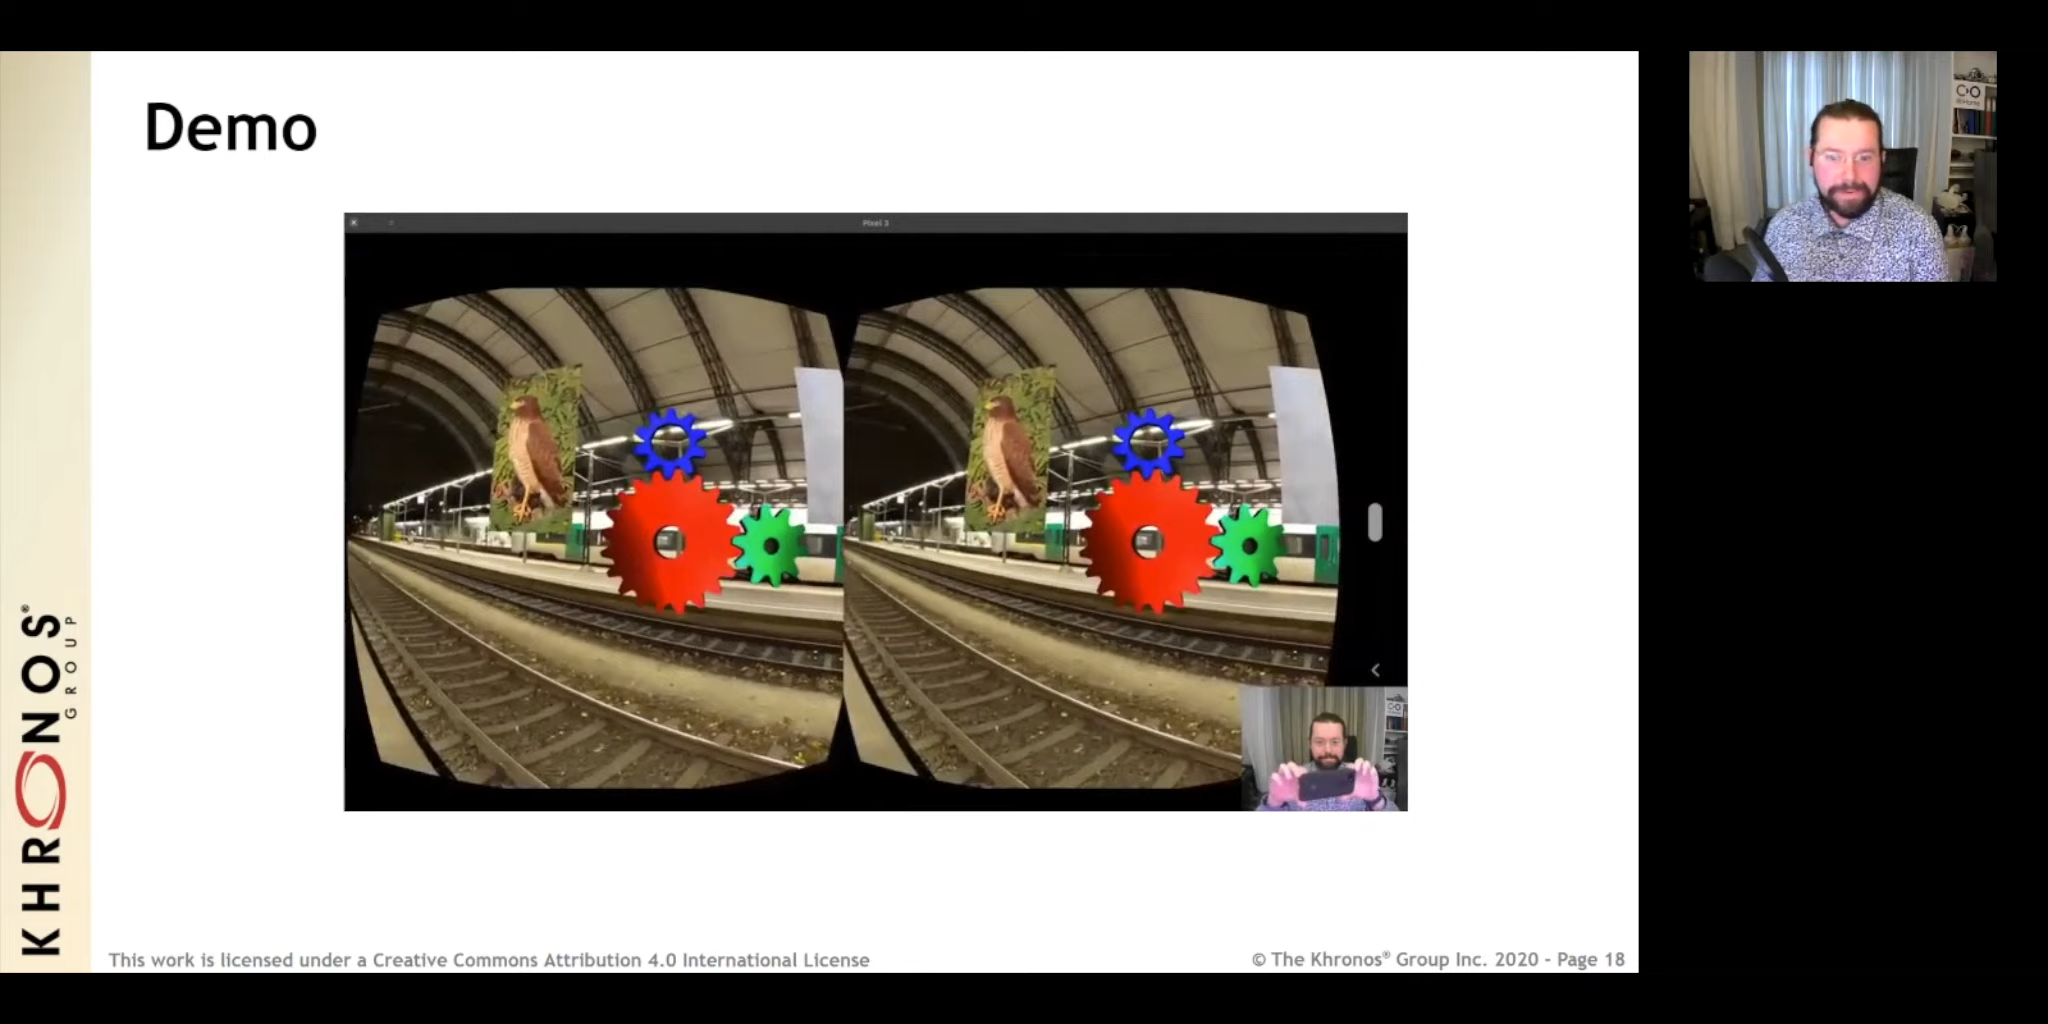 Demo
Pixel 3
KHRONOS®
GROUP
This work is licensed under a Creative Commons Attribution 4.0 International License
© The Khronos® Group Inc. 2020 - Page 18